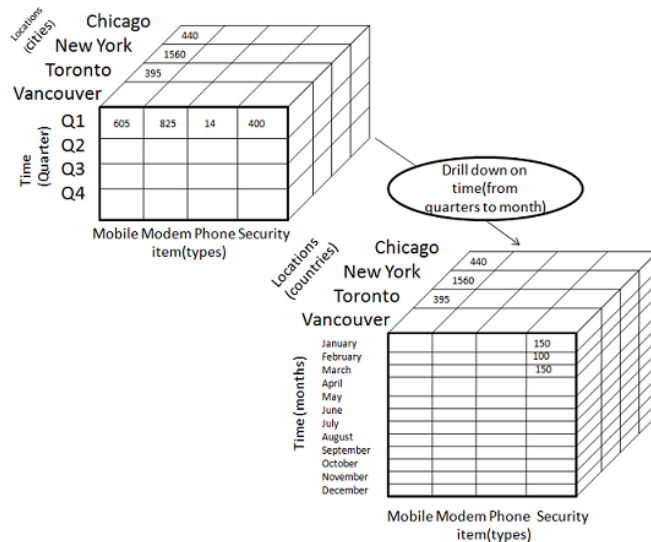 Locations
(cities)
Chicago
New York
Toronto
Vancouver
440
1560
395
Time
(Quarter)
Q1
Q2
Q3
Q4
605 825 14 400
Mobile Modem Phone Security
item(types)
Drill down on
time(from
quarters to month)
Locations
(countries)
Chicago
New York
Toronto
Vancouver
440
1560
395
Time (months)
January 150
February 100
March 150
April
May
June
July
August
September
October
November
December
Mobile Modem Phone Security
item(types)